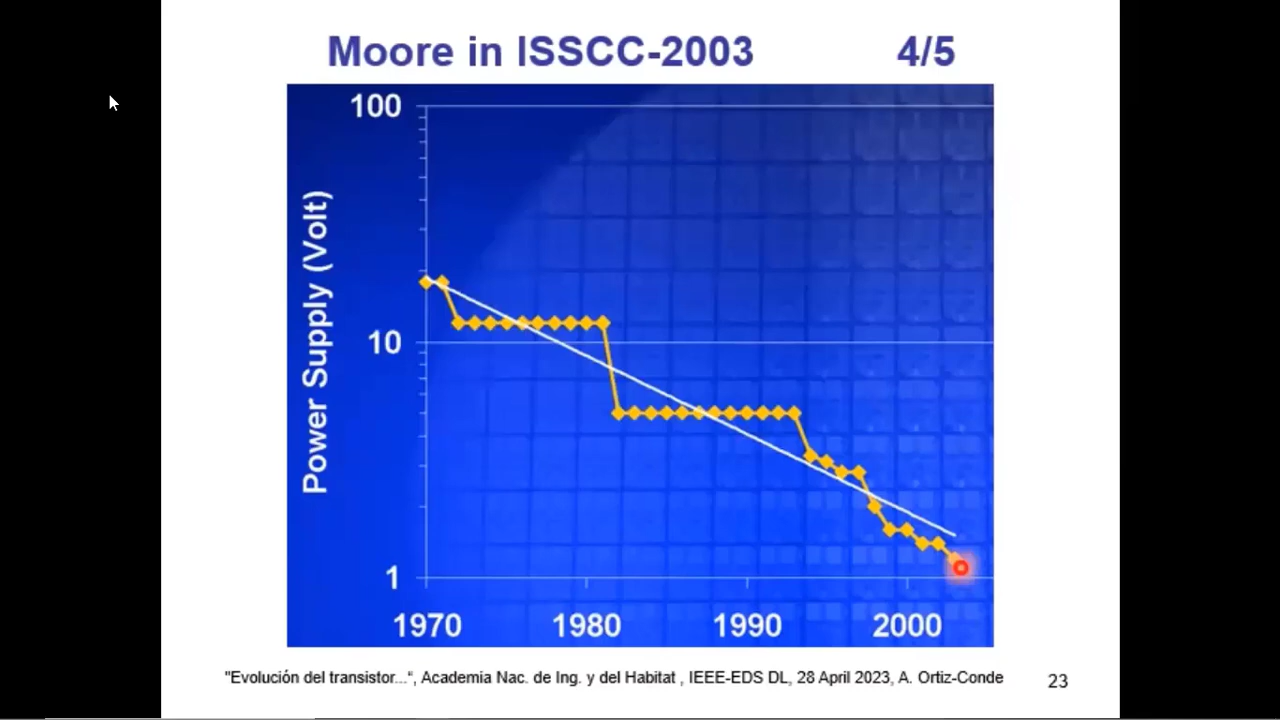 Moore in ISSCC-2003 4/5
100
10
1
Power Supply (Volt)
1970 1980 1990 2000
"Evolución del transistor...“, Academia Nac. de Ing. y del Habitat , IEEE-EDS DL, 28 April 2023, A. Ortiz-Conde 23